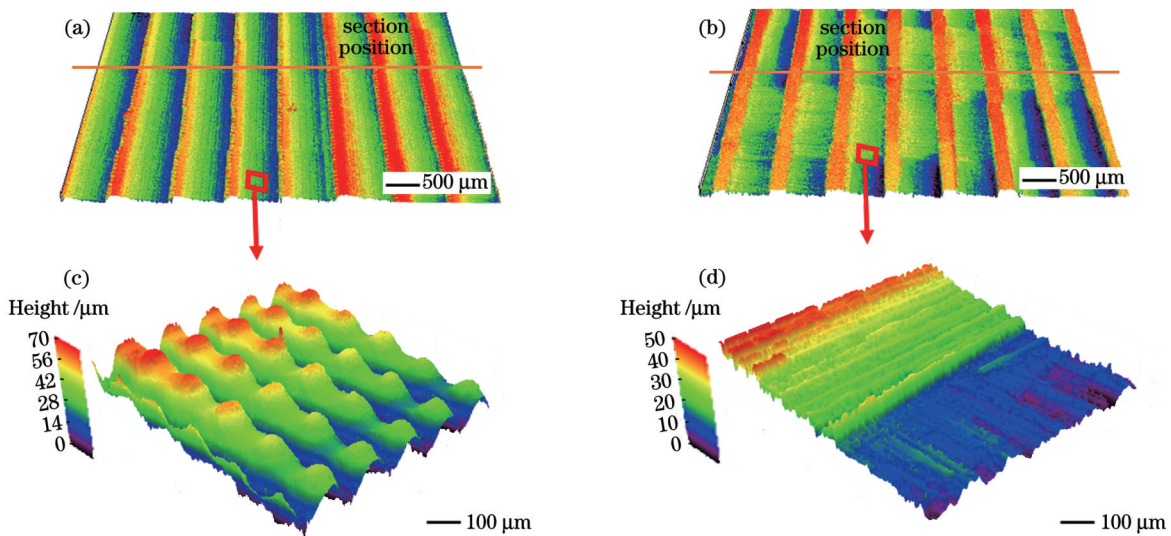 (a)
section
position
500 μm
(b)
section
position
500 μm
(c)
Height /μm
70
56
42
28
14
0
100 μm
(d)
Height /μm
50
40
30
20
10
0
100 μm